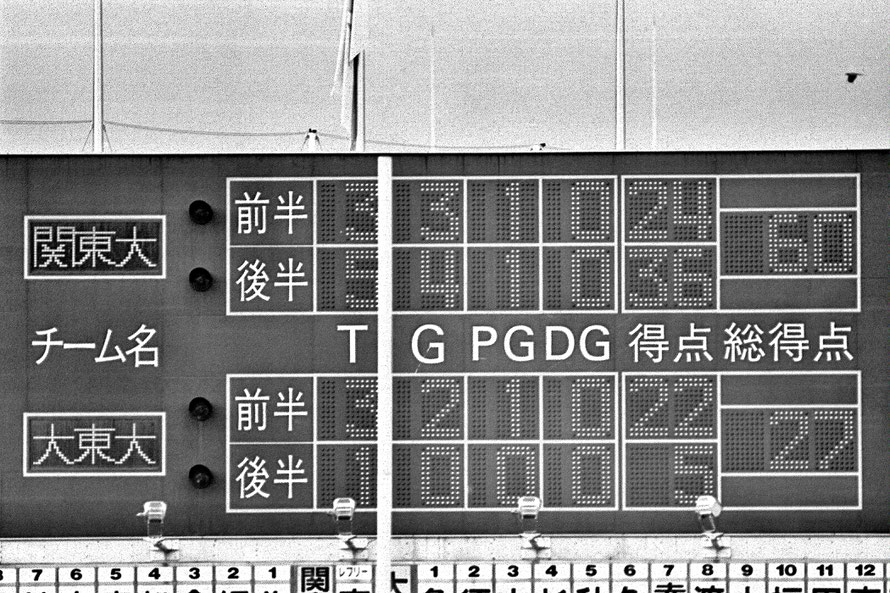 前半 3 3 1 0 24
関東大 60
後半 5 4 1 0 36
チーム名 T G PG DG 得点 総得点
前半 3 2 1 0 22
大東大 27
後半 1 0 0 0 5
7 6 5 4 3 2 1 関 レフリー 1 2 3 4 5 6 7 8 9 10 11 12